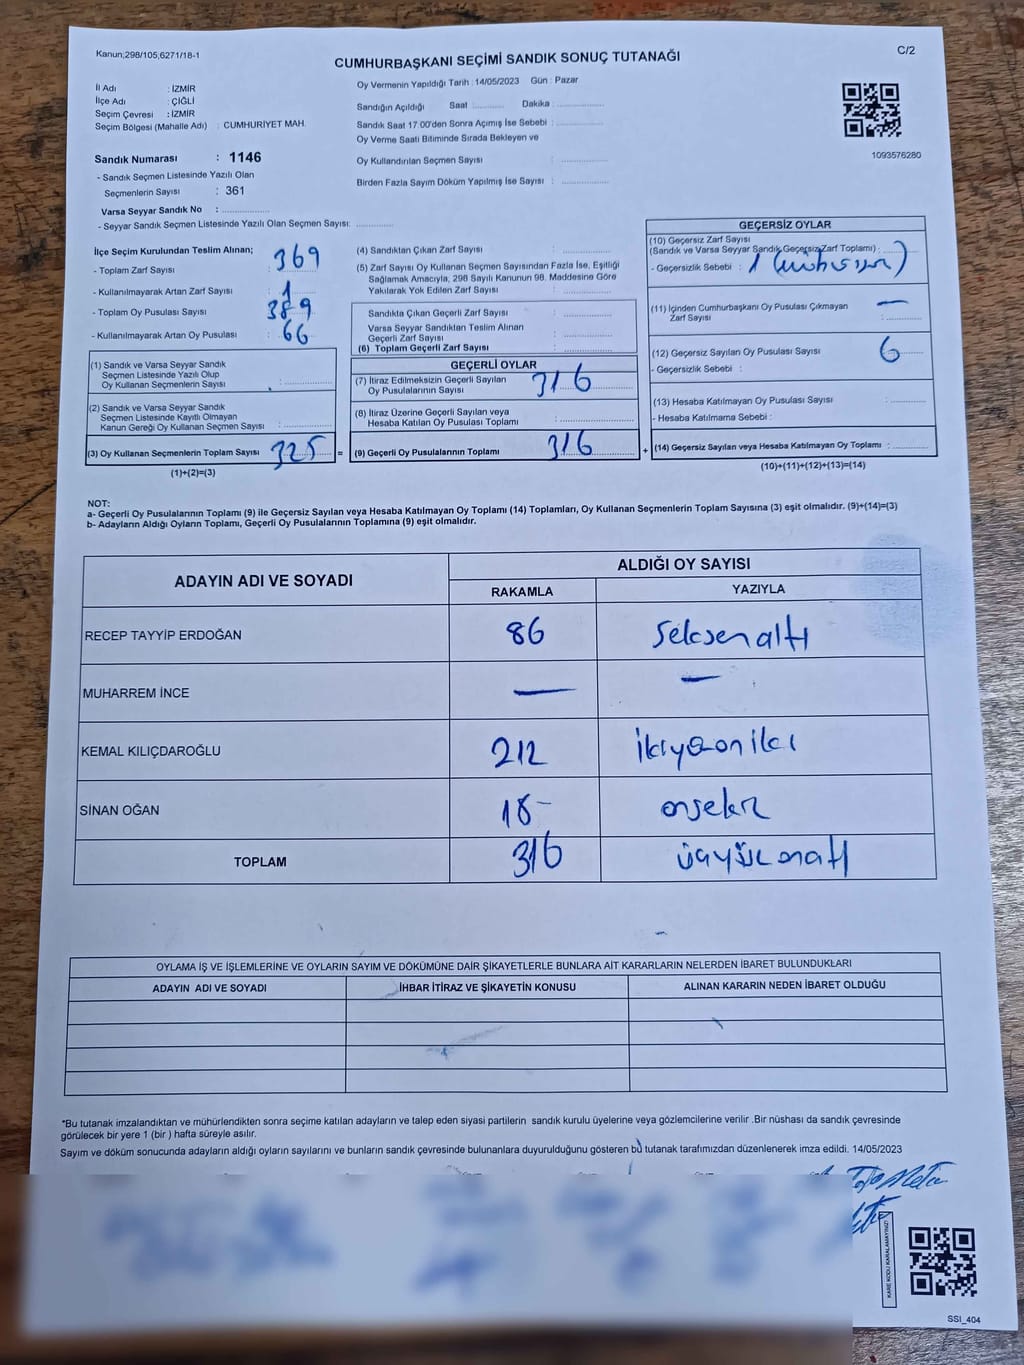 Kanun;298/105;6271/18-1
C/2
CUMHURBAŞKANI SEÇİMİ SANDIK SONUÇ TUTANAĞI
İl Adı : İZMİR
İlçe Adı : ÇİĞLİ
Seçim Çevresi : İZMİR
Seçim Bölgesi (Mahalle Adı) : CUMHURİYET MAH.
Sandık Numarası : 1146
- Sandık Seçmen Listesinde Yazılı Olan
Seçmenlerin Sayısı : 361
Varsa Seyyar Sandık No : ....................
- Seyyar Sandık Seçmen Listesinde Yazılı Olan Seçmen Sayısı: ..............
Oy Vermenin Yapıldığı Tarih : 14/05/2023 Gün : Pazar
Sandığın Açıldığı Saat ............. Dakika : ....................
Sandık Saat 17.00'den Sonra Açımış İse Sebebi : ....................
Oy Verme Saati Bitiminde Sırada Bekleyen ve
Oy Kullandırılan Seçmen Sayısı : ....................
Birden Fazla Sayım Döküm Yapılmış İse Sayısı : ....................
1093576280
İlçe Seçim Kurulundan Teslim Alınan;
- Toplam Zarf Sayısı : 369
- Kullanılmayarak Artan Zarf Sayısı : 1
- Toplam Oy Pusulası Sayısı : 389
- Kullanılmayarak Artan Oy Pusulası : 66
(1) Sandık ve Varsa Seyyar Sandık
Seçmen Listesinde Yazılı Olup
Oy Kullanan Seçmenlerin Sayısı : ....................
(2) Sandık ve Varsa Seyyar Sandık
Seçmen Listesinde Kayıtlı Olmayan
Kanun Gereği Oy Kullanan Seçmen Sayısı : ....................
(3) Oy Kullanan Seçmenlerin Toplam Sayısı : 325 =
(1)+(2)=(3)
(4) Sandıktan Çıkan Zarf Sayısı : ....................
(5) Zarf Sayısı Oy Kullanan Seçmen Sayısından Fazla İse, Eşitliği
Sağlamak Amacıyla, 298 Sayılı Kanunun 98. Maddesine Göre
Yakılarak Yok Edilen Zarf Sayısı : ....................
Sandıkta Çıkan Geçerli Zarf Sayısı : ....................
Varsa Seyyar Sandıktan Teslim Alınan
Geçerli Zarf Sayısı : ....................
(6) Toplam Geçerli Zarf Sayısı : ....................
GEÇERLİ OYLAR
(7) İtiraz Edilmeksizin Geçerli Sayılan
Oy Pusulalarının Sayısı : 316
(8) İtiraz Üzerine Geçerli Sayılan veya
Hesaba Katılan Oy Pusulası Toplamı : ....................
(9) Geçerli Oy Pusulalarının Toplamı : 316 +
GEÇERSİZ OYLAR
(10) Geçersiz Zarf Sayısı
(Sandık ve Varsa Seyyar Sandık Geçersiz Zarf Toplamı) :
- Geçersizlik Sebebi : 1
(11) İçinden Cumhurbaşkanı Oy Pusulası Çıkmayan
Zarf Sayısı : —
(12) Geçersiz Sayılan Oy Pusulası Sayısı : 6
- Geçersizlik Sebebi :
(13) Hesaba Katılmayan Oy Pusulası Sayısı : ....................
- Hesaba Katılmama Sebebi :
(14) Geçersiz Sayılan veya Hesaba Katılmayan Oy Toplamı : ..............
(10)+(11)+(12)+(13)=(14)
NOT:
a- Geçerli Oy Pusulalarının Toplamı (9) ile Geçersiz Sayılan veya Hesaba Katılmayan Oy Toplamı (14) Toplamları, Oy Kullanan Seçmenlerin Toplam Sayısına (3) eşit olmalıdır. (9)+(14)=(3)
b- Adayların Aldığı Oyların Toplamı, Geçerli Oy Pusulalarının Toplamına (9) eşit olmalıdır.
ADAYIN ADI VE SOYADI ALDIĞI OY SAYISI
RAKAMLA YAZIYLA
RECEP TAYYİP ERDOĞAN 86 Seksen altı
MUHARREM İNCE — —
KEMAL KILIÇDAROĞLU 212 ikiyüzoniki
SİNAN OĞAN 18 onsekiz
TOPLAM 316 üçyüz onaltı
OYLAMA İŞ VE İŞLEMLERİNE VE OYLARIN SAYIM VE DÖKÜMÜNE DAİR ŞİKAYETLERLE BUNLARA AİT KARARLARIN NELERDEN İBARET BULUNDUKLARI
ADAYIN ADI VE SOYADI İHBAR İTİRAZ VE ŞİKAYETİN KONUSU ALINAN KARARIN NEDEN İBARET OLDUĞU
*Bu tutanak imzalandıktan ve mühürlendikten sonra seçime katılan adayların ve talep eden siyasi partilerin sandık kurulu üyelerine veya gözlemcilerine verilir .Bir nüshası da sandık çevresinde
görülecek bir yere 1 (bir ) hafta süreyle asılır.
Sayım ve döküm sonucunda adayların aldığı oyların sayılarını ve bunların sandık çevresinde bulunanlara duyurulduğunu gösteren bu tutanak tarafımızdan düzenlenerek imza edildi. 14/05/2023
KARE KODU KARALAMAYINIZ!
SSI_404